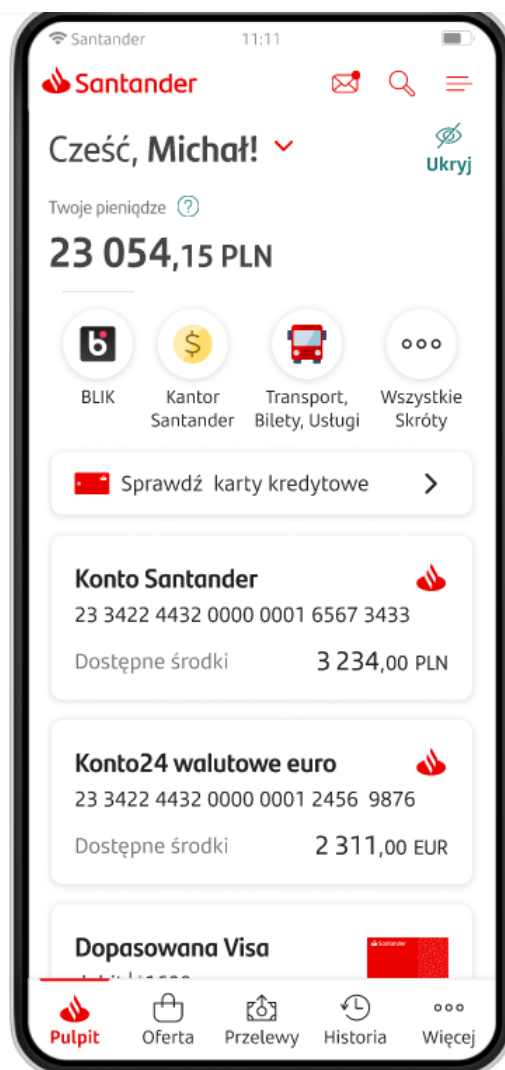 Santander 11:11
Santander
Cześć, Michał!
Ukryj
Twoje pieniądze ?
23 054,15 PLN
BLIK
Kantor Santander
Transport, Bilety, Usługi
Wszystkie Skróty
Sprawdź karty kredytowe
Konto Santander
23 3422 4432 0000 0001 6567 3433
Dostępne środki 3 234,00 PLN
Konto24 walutowe euro
23 3422 4432 0000 0001 2456 9876
Dostępne środki 2 311,00 EUR
Dopasowana Visa
Santander
Pulpit Oferta Przelewy Historia Więcej